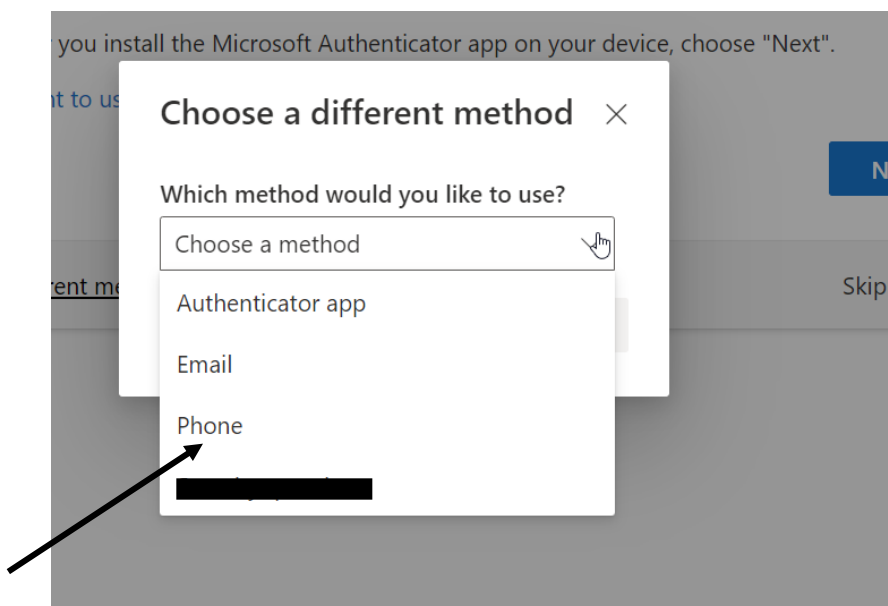 you install the Microsoft Authenticator app on your device, choose "Next".
Choose a different method
Which method would you like to use?
Choose a method
Skip
Authenticator app
Email
Phone